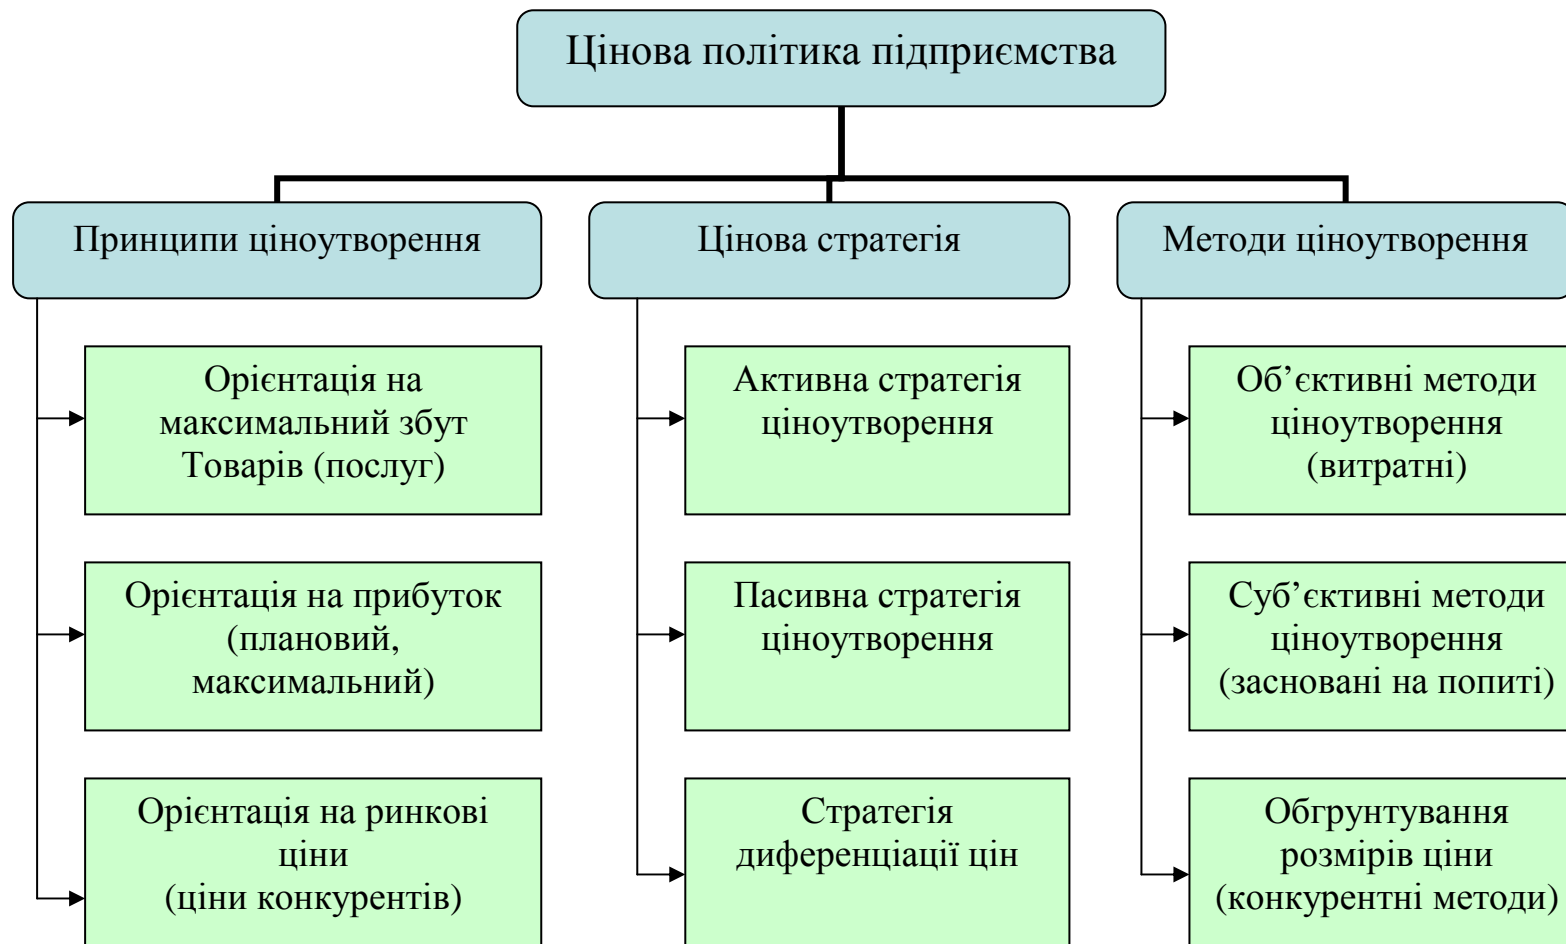 Цінова політика підприємства
Принципи ціноутворення
Орієнтація на
максимальний збут
Товарів (послуг)
Орієнтація на прибуток
(плановий,
максимальний)
Орієнтація на ринкові
ціни
(ціни конкурентів)
Цінова стратегія
Активна стратегія
ціноутворення
Пасивна стратегія
ціноутворення
Стратегія
диференціації цін
Методи ціноутворення
Об’єктивні методи
ціноутворення
(витратні)
Суб’єктивні методи
ціноутворення
(засновані на попиті)
Обгрунтування
розмірів ціни
(конкурентні методи)